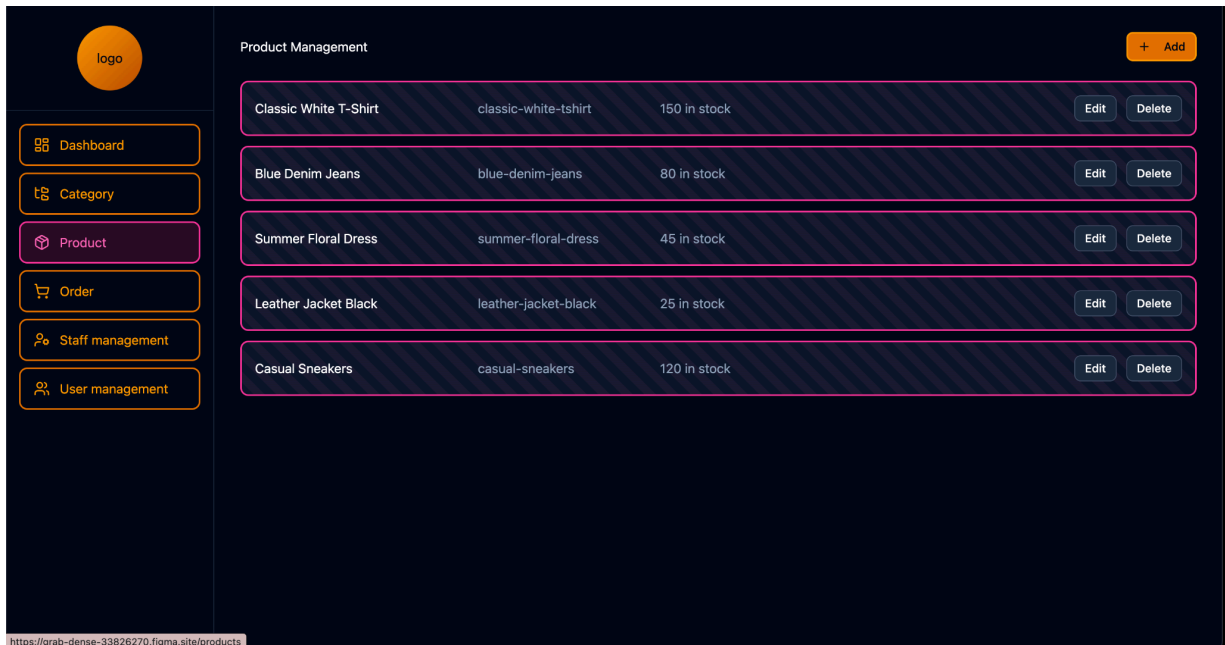 logo
Dashboard
Category
Product
Order
Staff management
User management
Product Management
+ Add
Classic White T-Shirt classic-white-tshirt 150 in stock Edit Delete
Blue Denim Jeans blue-denim-jeans 80 in stock Edit Delete
Summer Floral Dress summer-floral-dress 45 in stock Edit Delete
Leather Jacket Black leather-jacket-black 25 in stock Edit Delete
Casual Sneakers casual-sneakers 120 in stock Edit Delete
https://grab-dense-33826270.figma.site/products